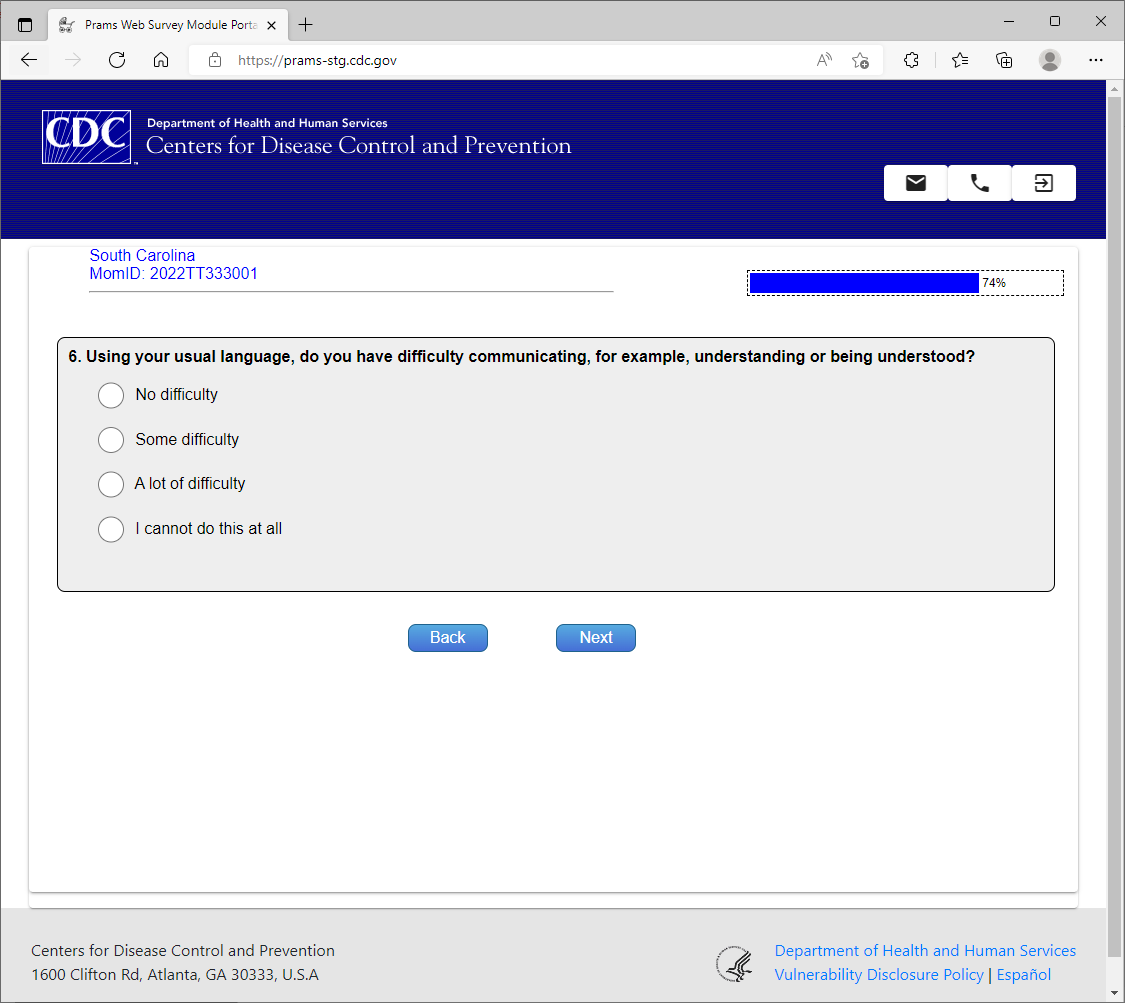 Prams Web Survey Module Porta
https://prams-stg.cdc.gov
CDC
Department of Health and Human Services
Centers for Disease Control and Prevention
South Carolina
MomID: 2022TT333001
74%
6. Using your usual language, do you have difficulty communicating, for example, understanding or being understood?
No difficulty
Some difficulty
A lot of difficulty
I cannot do this at all
Back
Next
Centers for Disease Control and Prevention
1600 Clifton Rd, Atlanta, GA 30333, U.S.A
Department of Health and Human Services
Vulnerability Disclosure Policy | Español